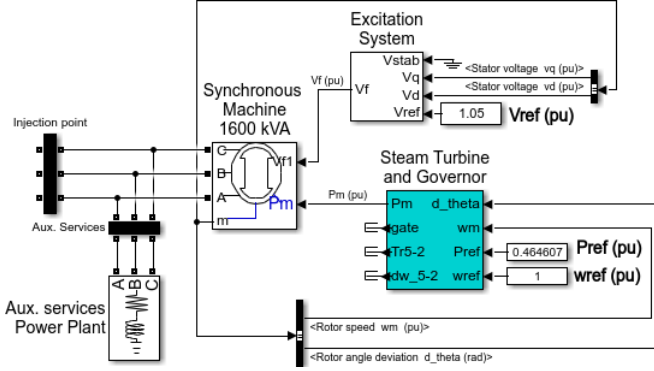 Excitation
System
Vstab
Vq
Vd
Vref
Vf
Vf (pu)
<Stator voltage  vq (pu)>
<Stator voltage  vd (pu)>
1.05
Vref (pu)
Synchronous
Machine
1600 kVA
C
B
A
m
Vf1
Pm
Injection point
Steam Turbine
and Governor
Pm (pu)
Pm
gate
Tr5-2
dw_5-2
d_theta
wm
Pref
wref
0.464607
Pref (pu)
1
wref (pu)
Aux. Services
A
B
C
Aux. services
Power Plant
<Rotor speed  wm  (pu)>
<Rotor angle deviation  d_theta (rad)>